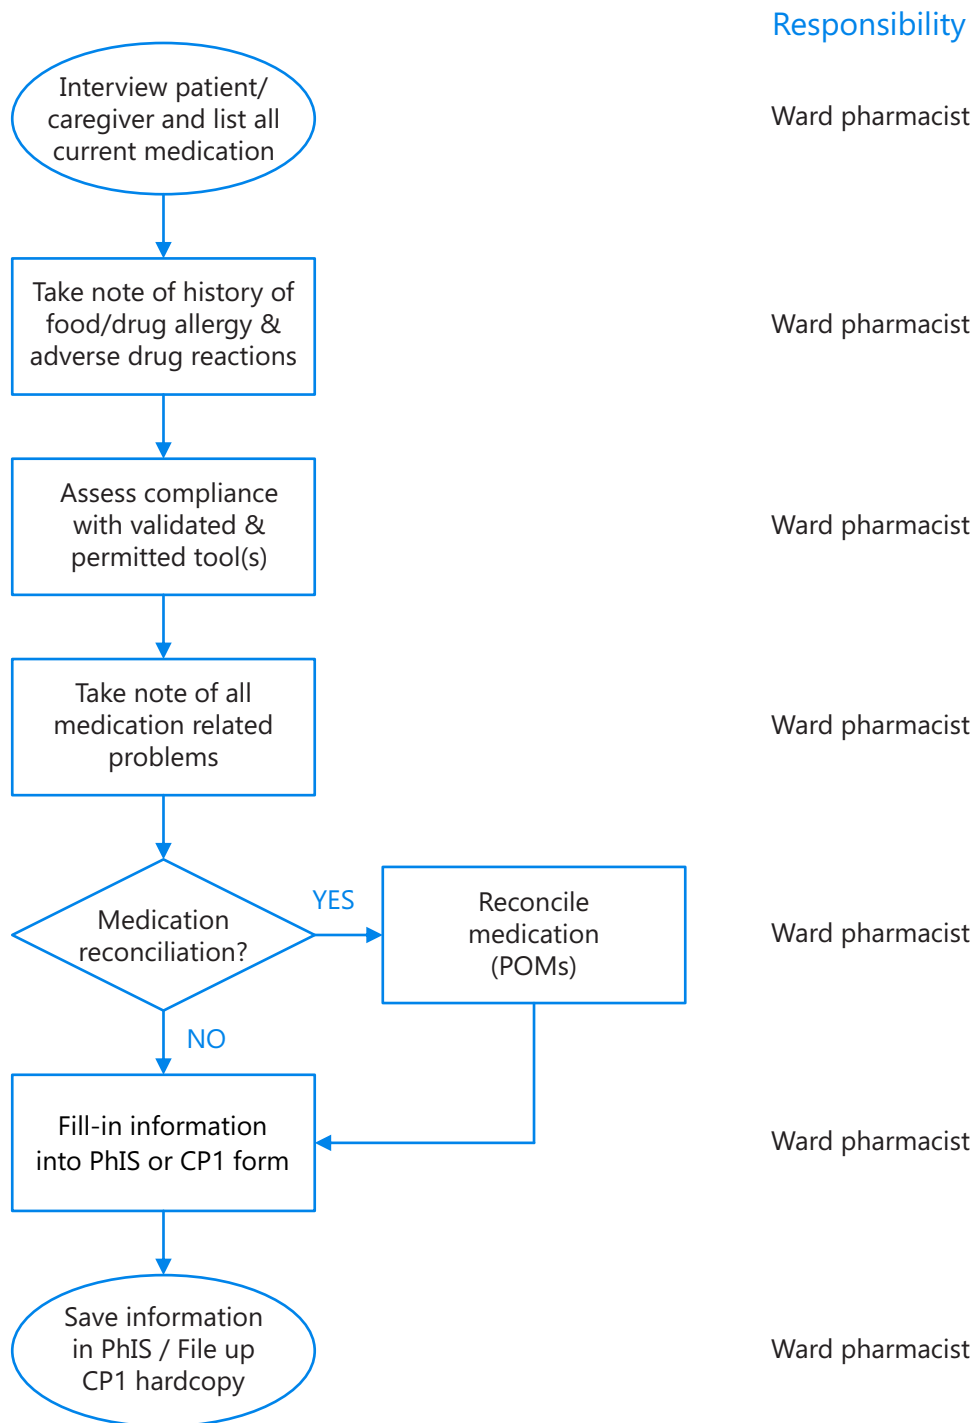 Responsibility
Interview patient/
caregiver and list all
current medication
Ward pharmacist
Take note of history of
food/drug allergy &
adverse drug reactions
Ward pharmacist
Assess compliance
with validated &
permitted tool(s)
Ward pharmacist
Take note of all
medication related
problems
Ward pharmacist
Medication
reconciliation?
YES
Reconcile
medication
(POMs)
Ward pharmacist
NO
Fill-in information
into PhIS or CP1 form
Ward pharmacist
Save information
in PhIS / File up
CP1 hardcopy
Ward pharmacist